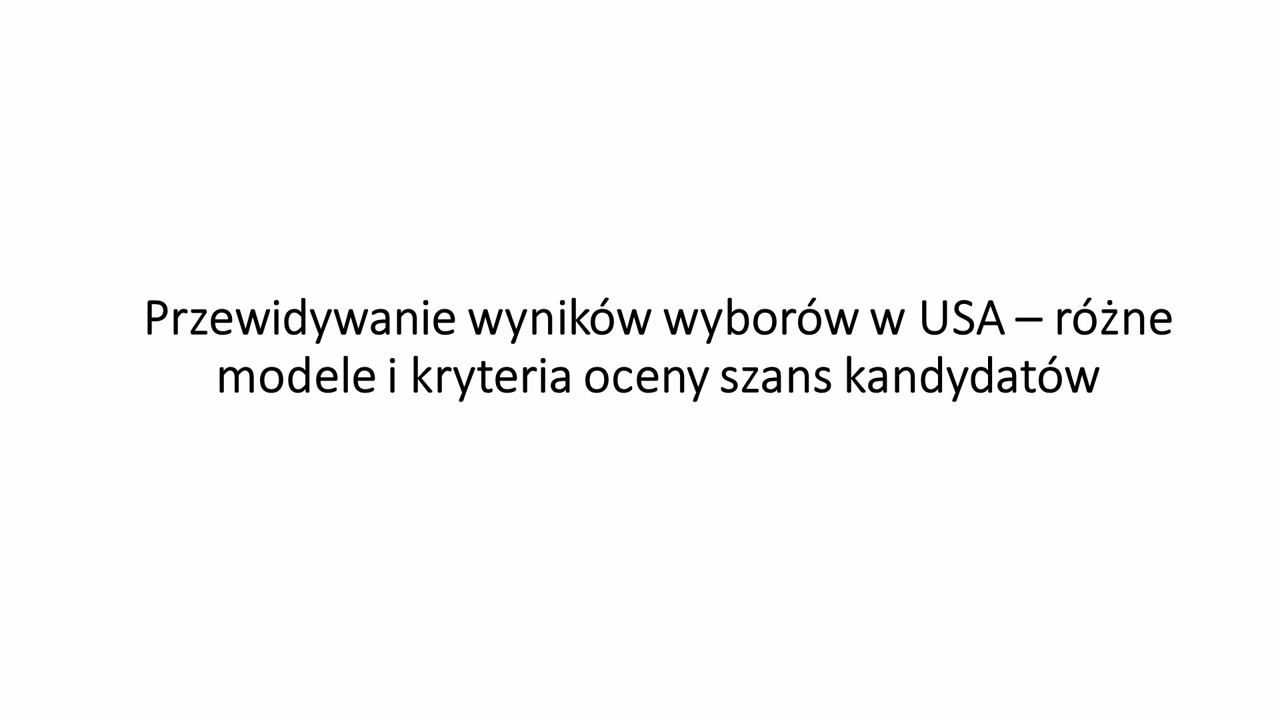 Przewidywanie wyników wyborów w USA – różne
modele i kryteria oceny szans kandydatów